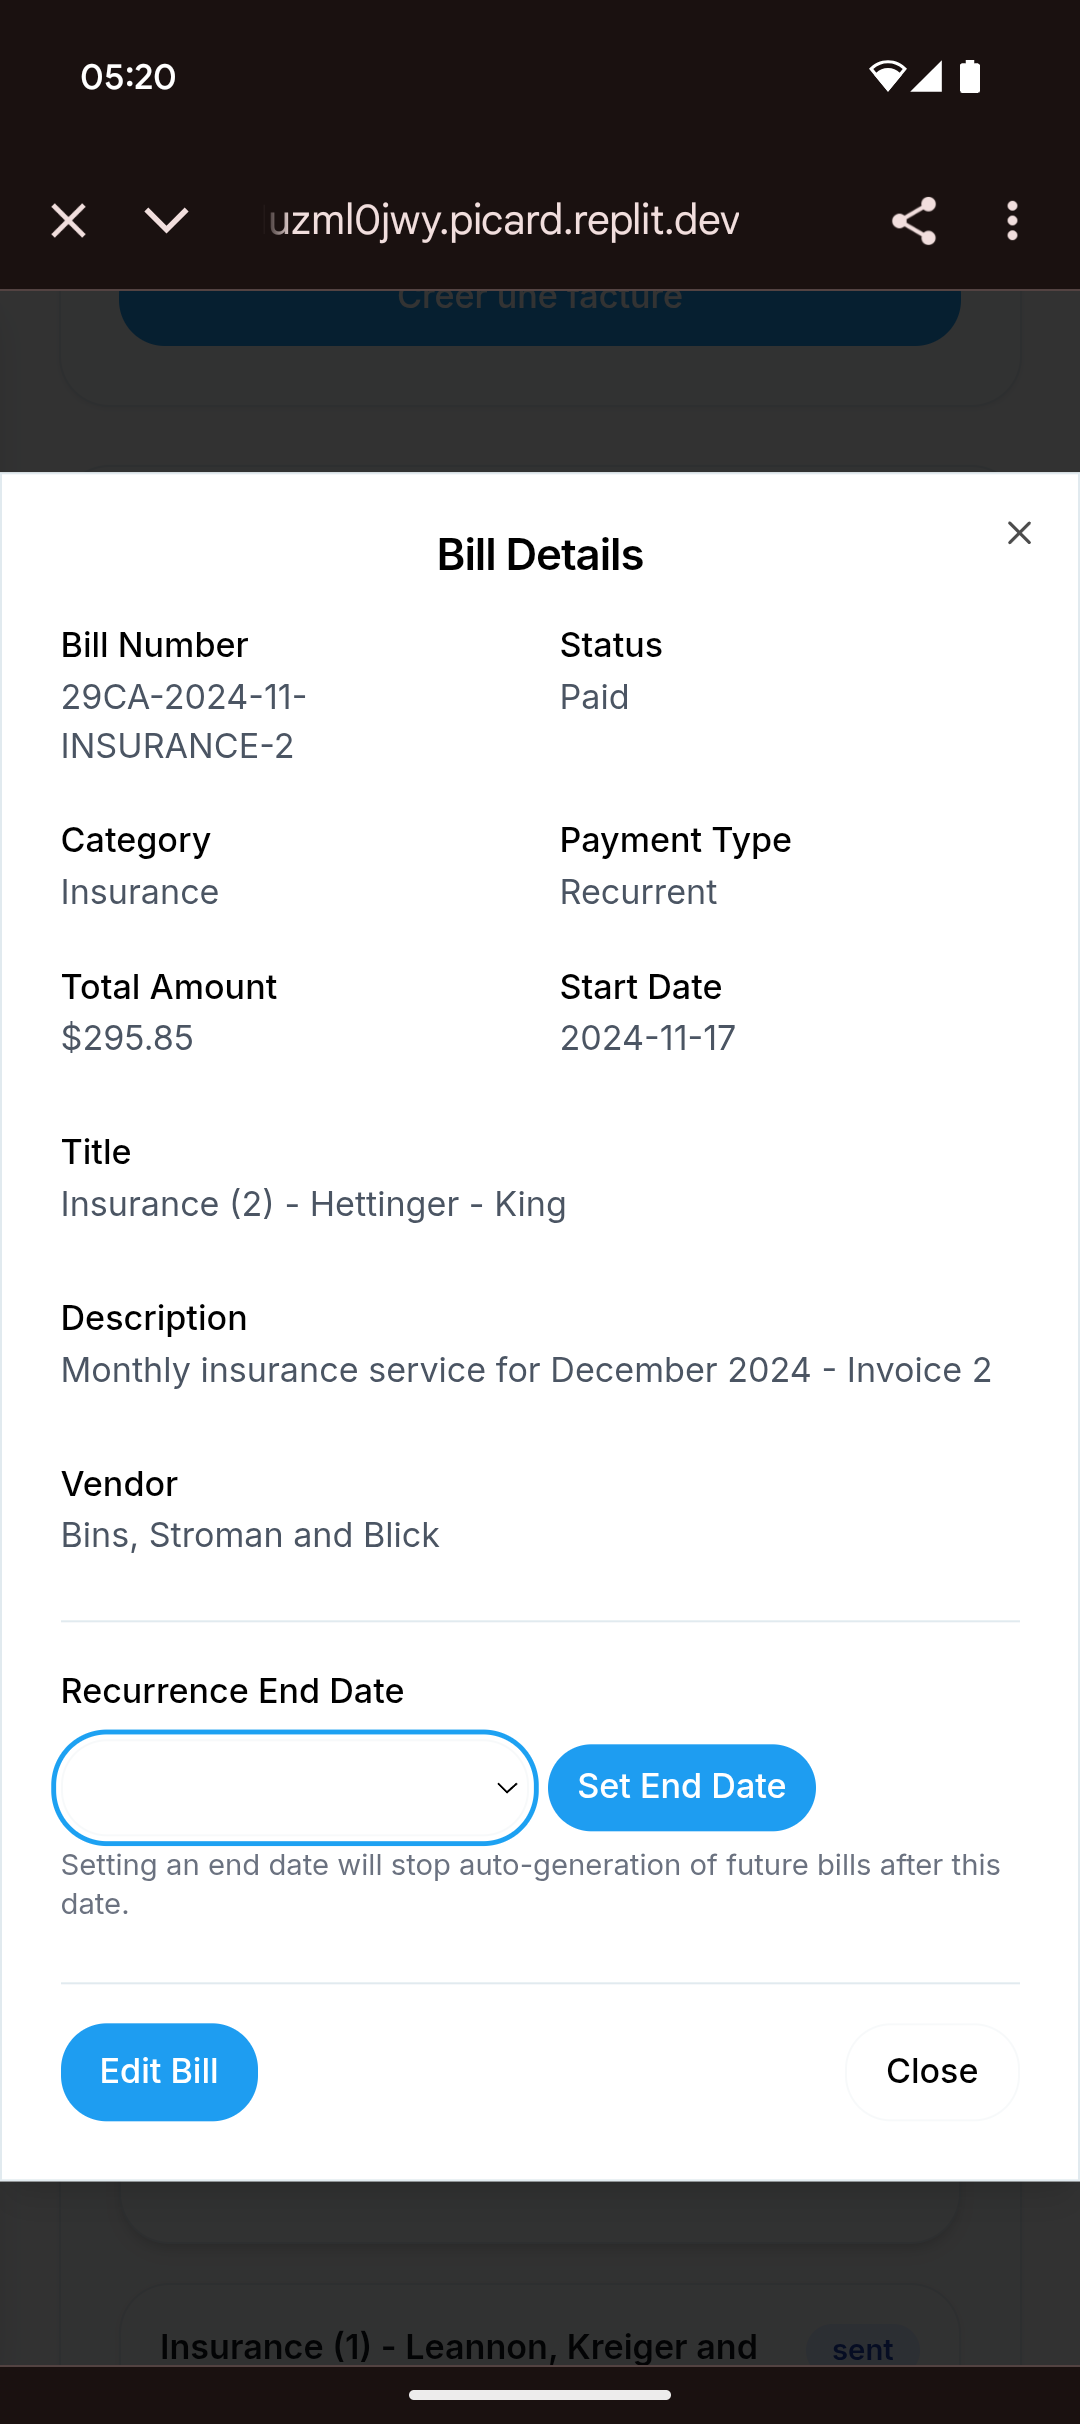 05:20
uzml0jwy.picard.replit.dev
Créer une facture
Bill Details
Bill Number
29CA-2024-11-
INSURANCE-2
Status
Paid
Category
Insurance
Payment Type
Recurrent
Total Amount
$295.85
Start Date
2024-11-17
Title
Insurance (2) - Hettinger - King
Description
Monthly insurance service for December 2024 - Invoice 2
Vendor
Bins, Stroman and Blick
Recurrence End Date
Set End Date
Setting an end date will stop auto-generation of future bills after this
date.
Edit Bill
Close
Insurance (1) - Leannon, Kreiger and
sent